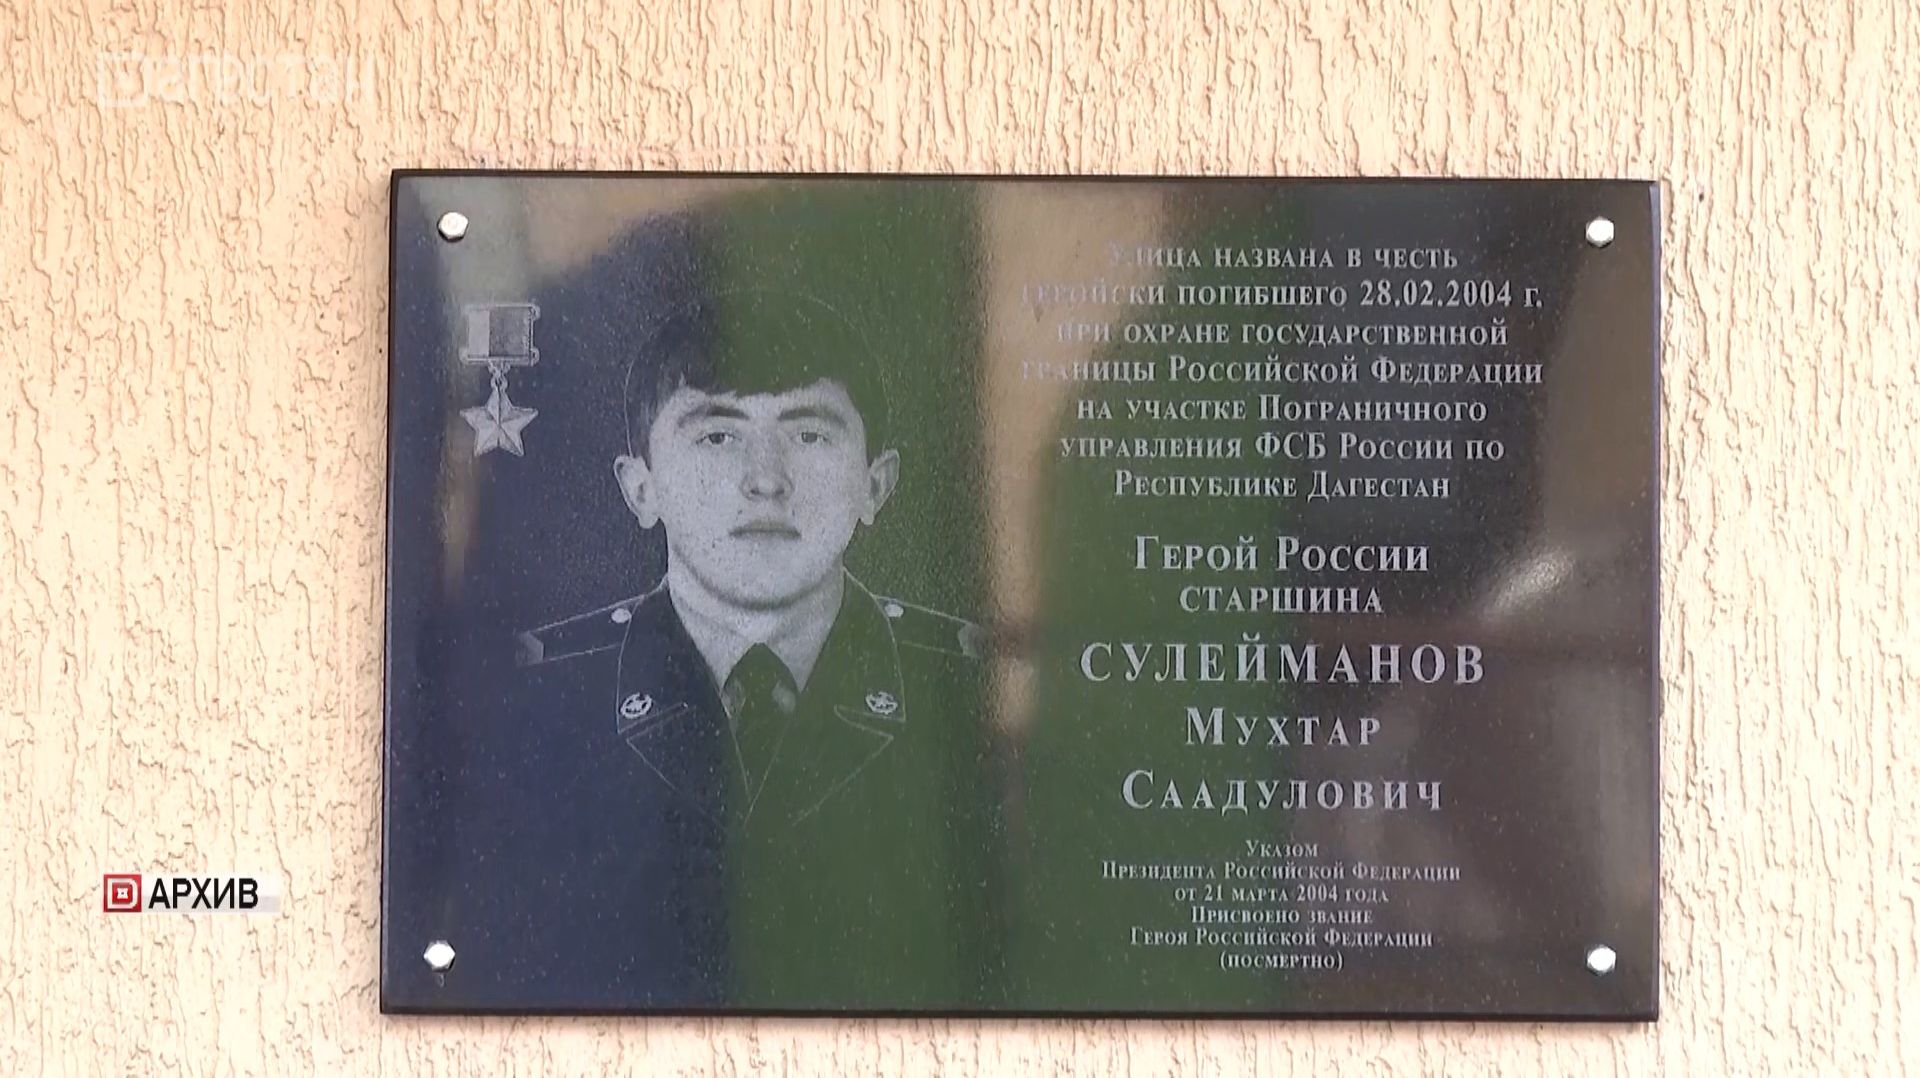 Дагестан
Улица названа в честь
геройски погибшего 28.02.2004 г.
при охране государственной
границы Российской Федерации
на участке Пограничного
управления ФСБ России по
Республике Дагестан
Герой России
старшина
СУЛЕЙМАНОВ
Мухтар
Саадулович
Указом
Президента Российской Федерации
от 21 марта 2004 года
Присвоено звание
Героя Российской Федерации
(посмертно)
АРХИВ